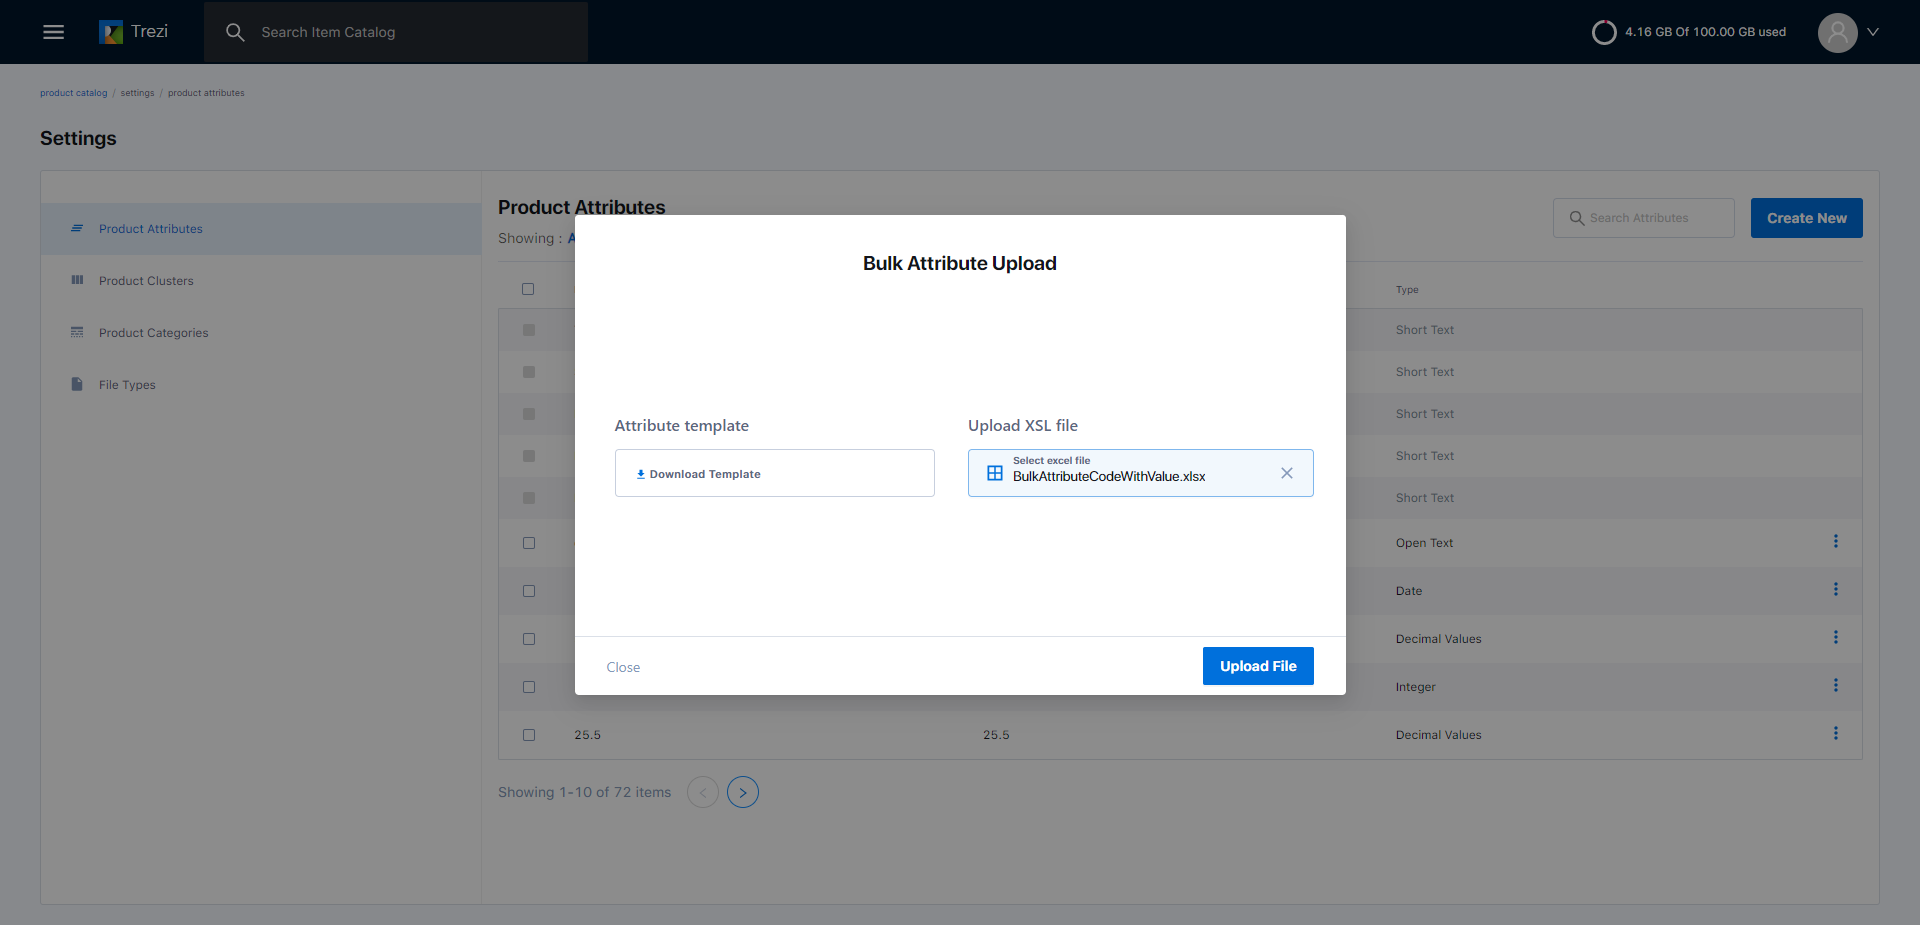 Trezi
Search Item Catalog
4.16 GB Of 100.00 GB used
product catalog / settings / product attributes
Settings
Product Attributes
Product Clusters
Product Categories
File Types
Product Attributes
Showing : A
Search Attributes
Create New
Type
Short Text
Short Text
Short Text
Short Text
Short Text
Open Text
Date
Decimal Values
Integer
25.5 25.5 Decimal Values
Showing 1-10 of 72 items
Bulk Attribute Upload
Attribute template
Download Template
Upload XSL file
Select excel file
BulkAttributeCodeWithValue.xlsx
Close
Upload File